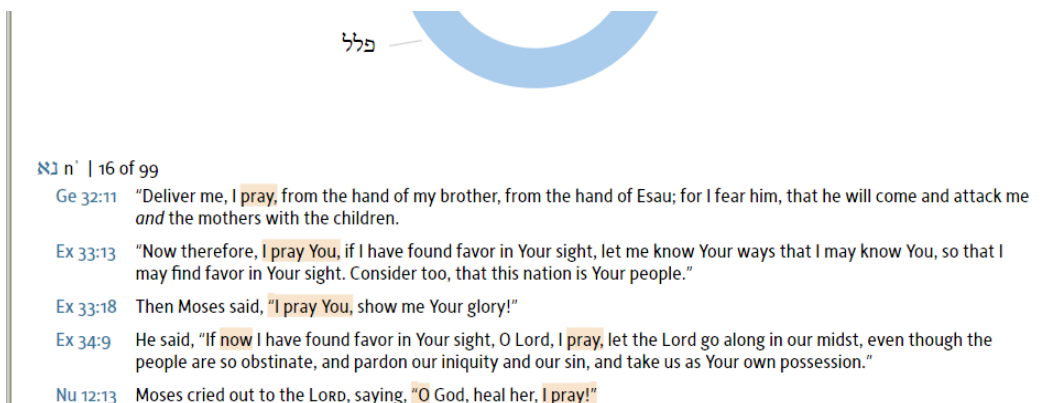 פלל
נָא nʾ | 16 of 99
Ge 32:11 “Deliver me, I pray, from the hand of my brother, from the hand of Esau; for I fear him, that he will come and attack me
and the mothers with the children.
Ex 33:13 “Now therefore, I pray You, if I have found favor in Your sight, let me know Your ways that I may know You, so that I
may find favor in Your sight. Consider too, that this nation is Your people.”
Ex 33:18 Then Moses said, “I pray You, show me Your glory!”
Ex 34:9 He said, “If now I have found favor in Your sight, O Lord, I pray, let the Lord go along in our midst, even though the
people are so obstinate, and pardon our iniquity and our sin, and take us as Your own possession.”
Nu 12:13 Moses cried out to the LORD, saying, “O God, heal her, I pray!”